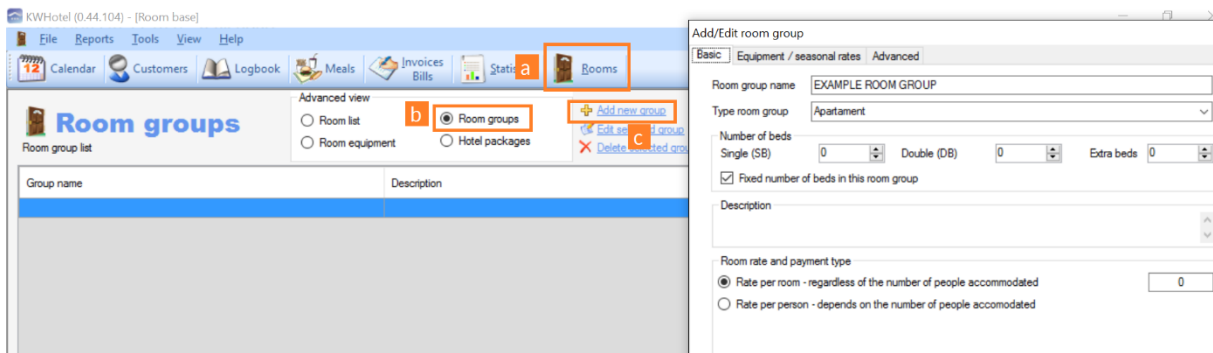 KWHotel (0.44.104) - [Room base]
File Reports Tools View Help
12 Calendar Customers Logbook Meals Invoices Bills a Rooms
Room groups
Room group list
Advanced view
Room list
b Room groups
Room equipment
Hotel packages
Add new group
c
Group name Description
Add/Edit room group
Basic Equipment / seasonal rates Advanced
Room group name EXAMPLE ROOM GROUP
Type room group Apartament
Number of beds
Single (SB) 0 Double (DB) 0 Extra beds 0
Fixed number of beds in this room group
Description
Room rate and payment type
Rate per room - regardless of the number of people accommodated 0
Rate per person - depends on the number of people accomodated